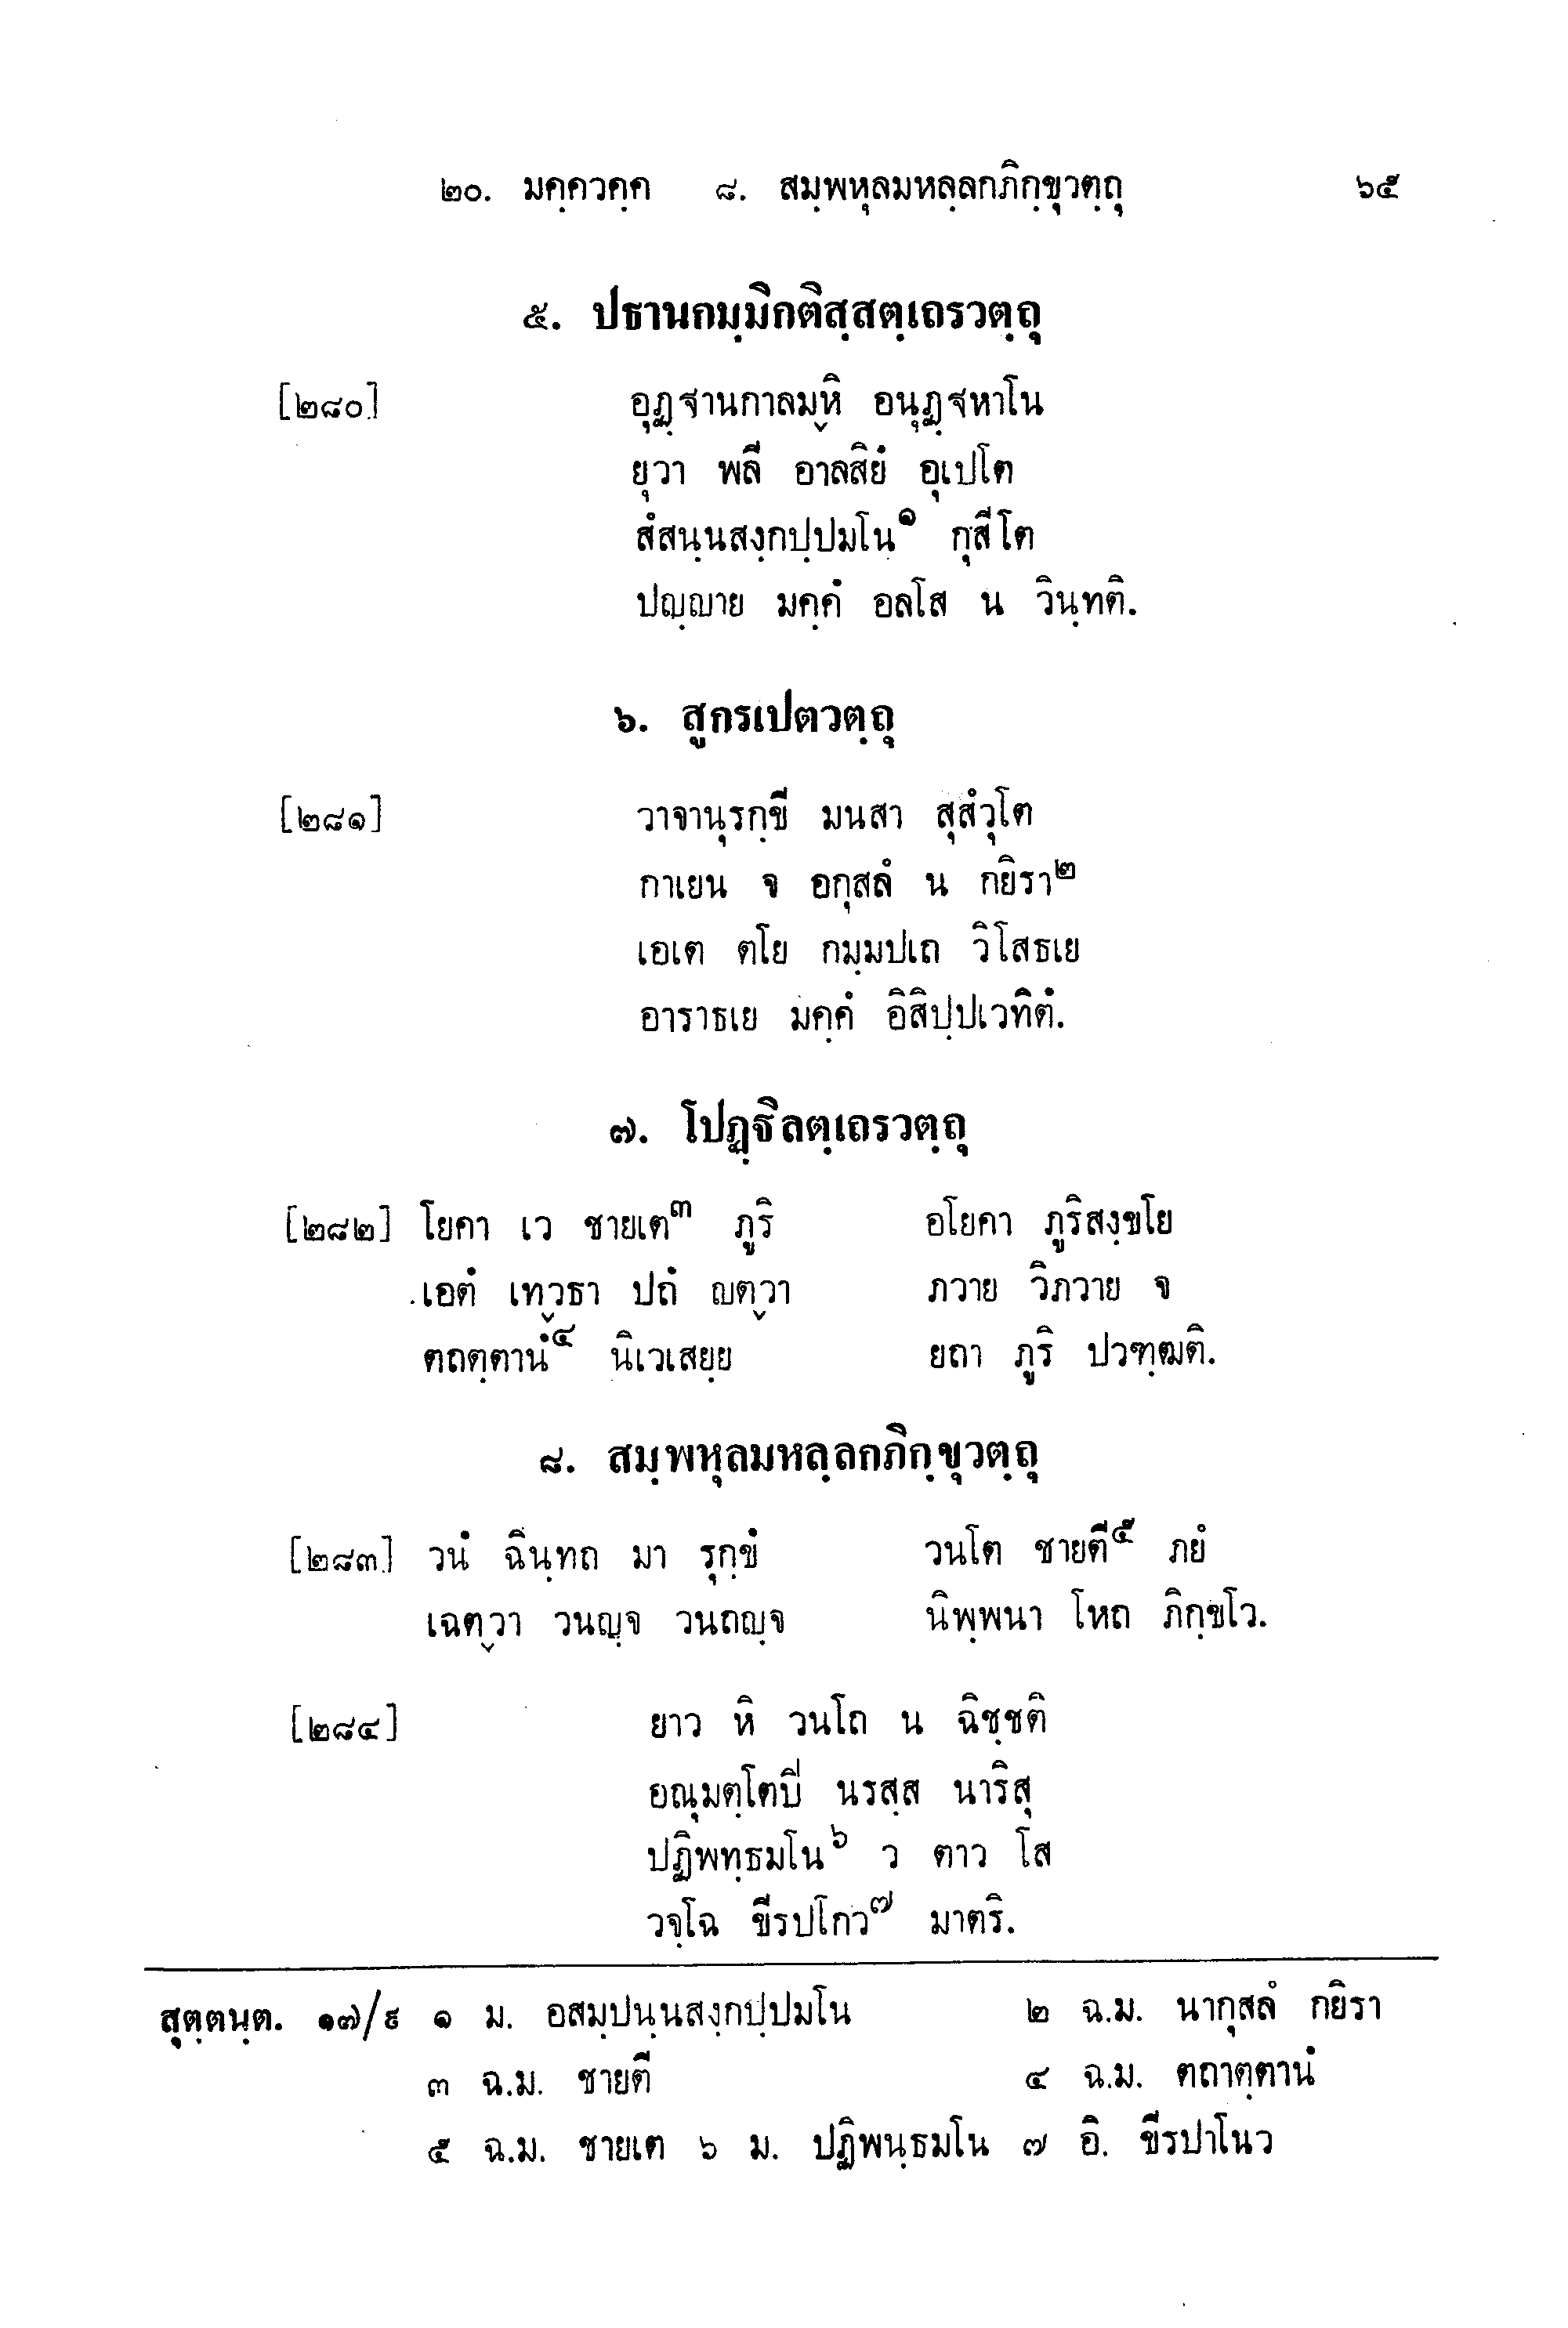 ๒๐. มคฺควคฺค ๘. สมฺพหุลมหลฺลกภิกฺขุวตฺถุ ๖๕
๕. ปธานกมฺมิกติสฺสตฺเถรวตฺถุ
[๒๘๐] อุฏฺฐานกาลมฺหิ อนุฏฺฐหาโน
ยุวา พลี อาลสิยํ อุเปโต
สํสนฺนสงฺกปฺปมโน๑ กุสีโต
ปญฺญาย มคฺคํ อลโส น วินฺทติ.
๖. สูกรเปตวตฺถุ
[๒๘๑] วาจานุรกฺขี มนสา สุสํวุโต
กาเยน จ อกุสลํ น กยิรา๒
เอเต ตโย กมฺมปเถ วิโสธเย
อาราธเย มคฺคํ อิสิปฺปเวทิตํ.
๗. โปฏฺฐิลตฺเถรวตฺถุ
[๒๘๒] โยคา เว ชายเต๓ ภูริ อโยคา ภูริสงฺขโย
เอตํ เทฺวธา ปถํ ญตฺวา ภวาย วิภวาย จ
ตถตฺตานํ๔ นิเวเสยฺย ยถา ภูริ ปวฑฺฒติ.
๘. สมฺพหุลมหลฺลกภิกฺขุวตฺถุ
[๒๘๓] วนํ ฉินฺทถ มา รุกฺขํ วนโต ชายตี๕ ภยํ
เฉตฺวา วนญฺจ วนถญฺจ นิพฺพนา โหถ ภิกฺขโว.
[๒๘๔] ยาว หิ วนโถ น ฉิชฺชติ
อณุมตฺโตปิ นรสฺส นาริสุ
ปฏิพทฺธมโน๖ ว ตาว โส
วจฺโฉ ขีรปโกว๗ มาตริ.
สุตฺตนฺต. ๑๗/๙ ๑ ม. อสมฺปนฺนสงฺกปฺปมโน ๒ ฉ.ม. นากุสลํ กยิรา
๓ ฉ.ม. ชายตี ๔ ฉ.ม. ตถาตฺตานํ
๕ ฉ.ม. ชายเต ๖ ม. ปฏิพนฺธมโน ๗ อิ. ขีรปาโนว